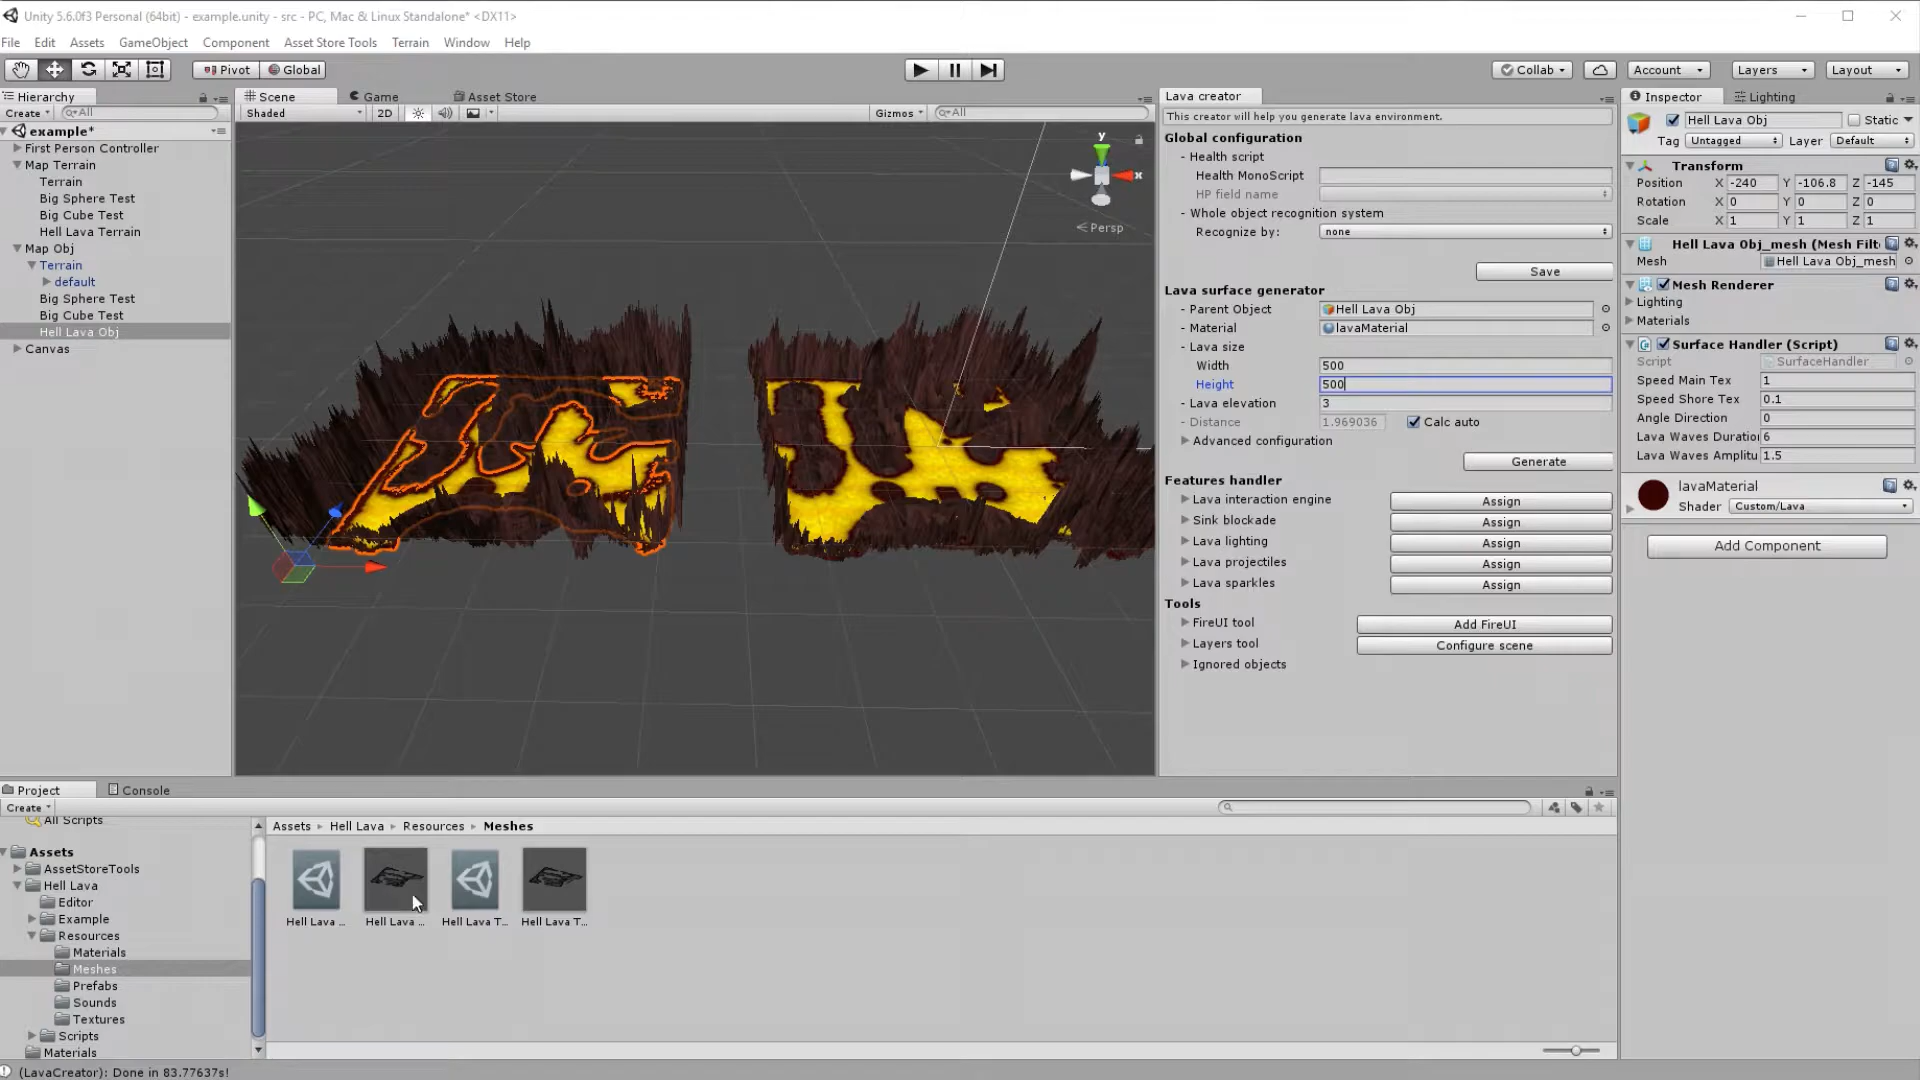 Unity 5.6.0f3 Personal (64bit) - example.unity - src - PC, Mac & Linux Standalone* <DX11>
File Edit Assets GameObject Component Asset Store Tools Terrain Window Help
Pivot Global Collab Account Layers Layout
Hierarchy
Create All
example*
First Person Controller
Map Terrain
Terrain
Big Sphere Test
Big Cube Test
Hell Lava Terrain
Map Obj
Terrain
default
Big Sphere Test
Big Cube Test
Hell Lava Obj
Canvas
Scene Game Asset Store
Shaded 2D Gizmos All
y
x
Persp
Lava creator
This creator will help you generate lava environment.
Global configuration
- Health script
Health MonoScript
HP field name
- Whole object recognition system
Recognize by: none
Save
Lava surface generator
- Parent Object Hell Lava Obj
- Material lavaMaterial
- Lava size
Width 500
Height 500
- Lava elevation 3
- Distance 1.969036 Calc auto
Advanced configuration
Generate
Features handler
Lava interaction engine Assign
Sink blockade Assign
Lava lighting Assign
Lava projectiles Assign
Lava sparkles Assign
Tools
FireUI tool Add FireUI
Layers tool Configure scene
Ignored objects
Inspector Lighting
Hell Lava Obj Static
Tag Untagged Layer Default
Transform
Position X -240 Y -106.8 Z -145
Rotation X 0 Y 0 Z 0
Scale X 1 Y 1 Z 1
Hell Lava Obj_mesh (Mesh Filt
Mesh Hell Lava Obj_mesh
Mesh Renderer
Lighting
Materials
Surface Handler (Script)
Script SurfaceHandler
Speed Main Tex 1
Speed Shore Tex 0.1
Angle Direction 0
Lava Waves Duratio 6
Lava Waves Amplitu 1.5
lavaMaterial
Shader Custom/Lava
Add Component
Project Console
Create
All Scripts
Assets
AssetStoreTools
Hell Lava
Editor
Example
Resources
Materials
Meshes
Prefabs
Sounds
Textures
Scripts
Materials
Assets Hell Lava Resources Meshes
Hell Lava ... Hell Lava ... Hell Lava T... Hell Lava T...
(LavaCreator): Done in 83.77637s!